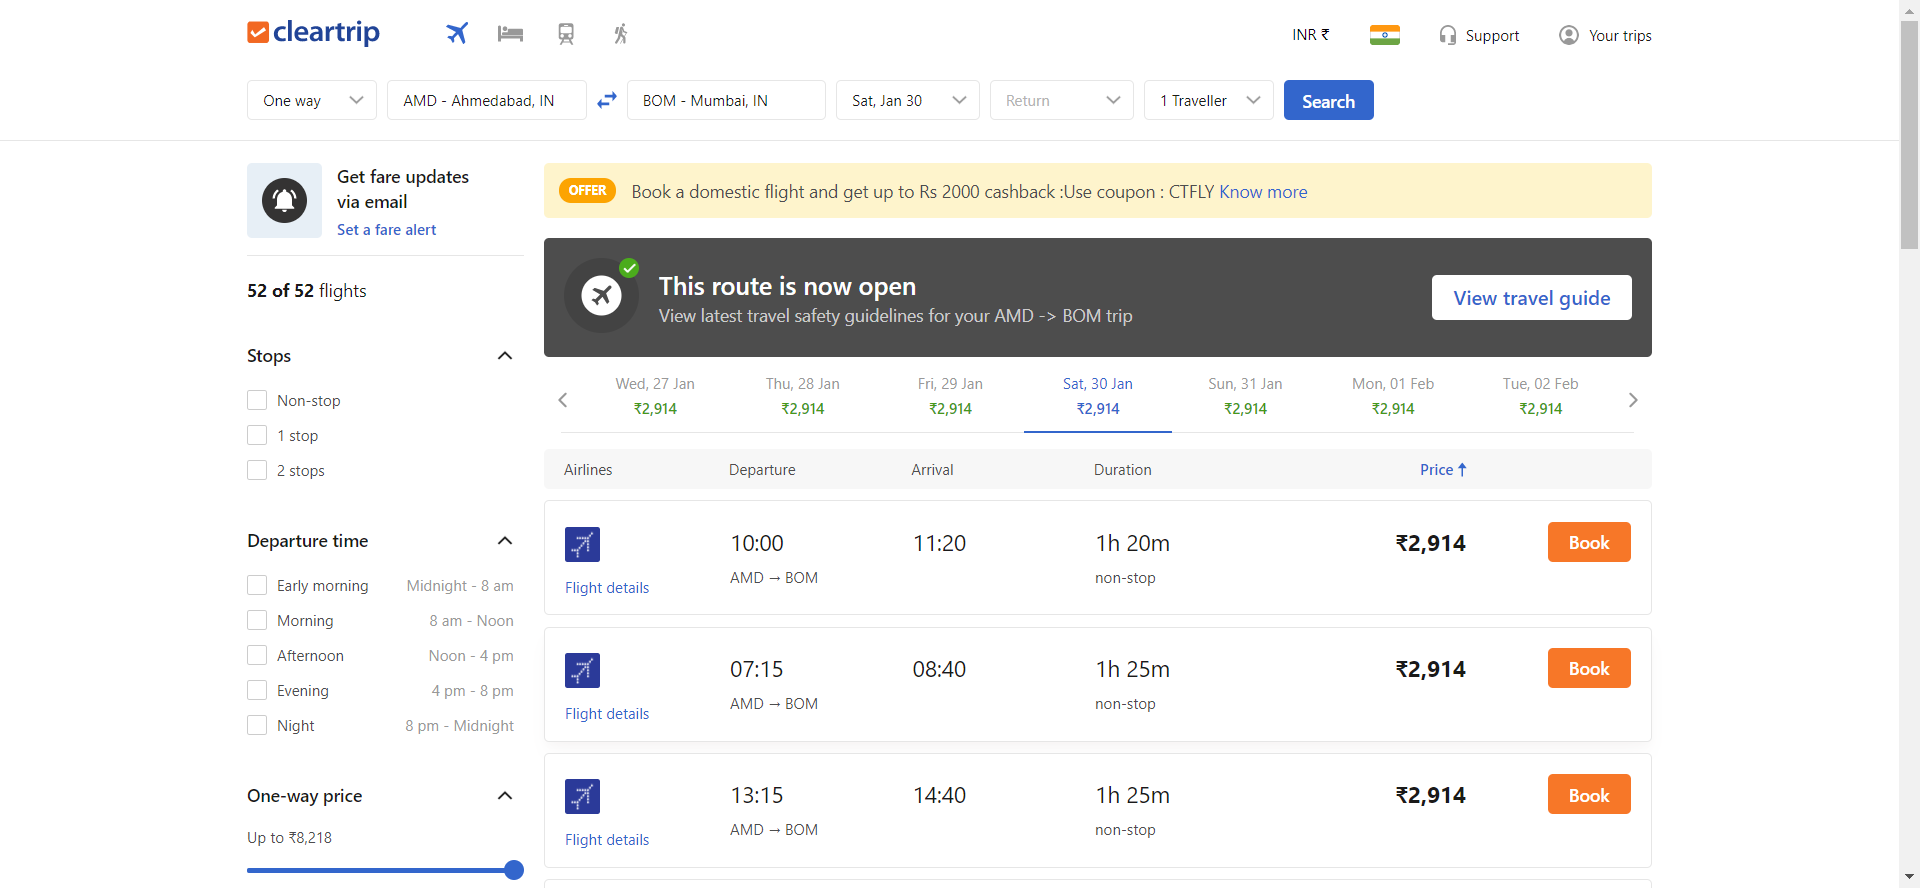 cleartrip
INR ₹
Support
Your trips
One way
AMD - Ahmedabad, IN
BOM - Mumbai, IN
Sat, Jan 30
Return
1 Traveller
Search
Get fare updates
via email
Set a fare alert
52 of 52 flights
Stops
Non-stop
1 stop
2 stops
Departure time
Early morning Midnight - 8 am
Morning 8 am - Noon
Afternoon Noon - 4 pm
Evening 4 pm - 8 pm
Night 8 pm - Midnight
One-way price
Up to ₹8,218
OFFER Book a domestic flight and get up to Rs 2000 cashback :Use coupon : CTFLY Know more
This route is now open
View latest travel safety guidelines for your AMD -> BOM trip
View travel guide
Wed, 27 Jan Thu, 28 Jan Fri, 29 Jan Sat, 30 Jan Sun, 31 Jan Mon, 01 Feb Tue, 02 Feb
₹2,914 ₹2,914 ₹2,914 ₹2,914 ₹2,914 ₹2,914 ₹2,914
Airlines Departure Arrival Duration Price ↑
10:00 11:20 1h 20m ₹2,914 Book
AMD → BOM non-stop
Flight details
07:15 08:40 1h 25m ₹2,914 Book
AMD → BOM non-stop
Flight details
13:15 14:40 1h 25m ₹2,914 Book
AMD → BOM non-stop
Flight details